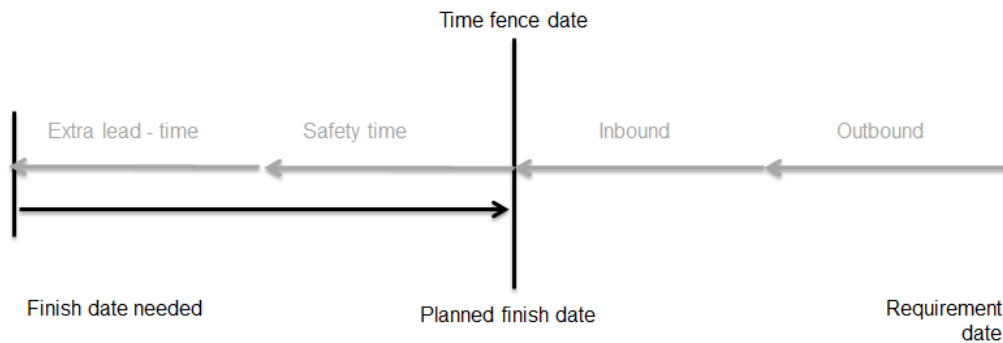 Time fence date
Extra lead - time
Safety time
Inbound
Outbound
Finish date needed
Planned finish date
Requirement
date